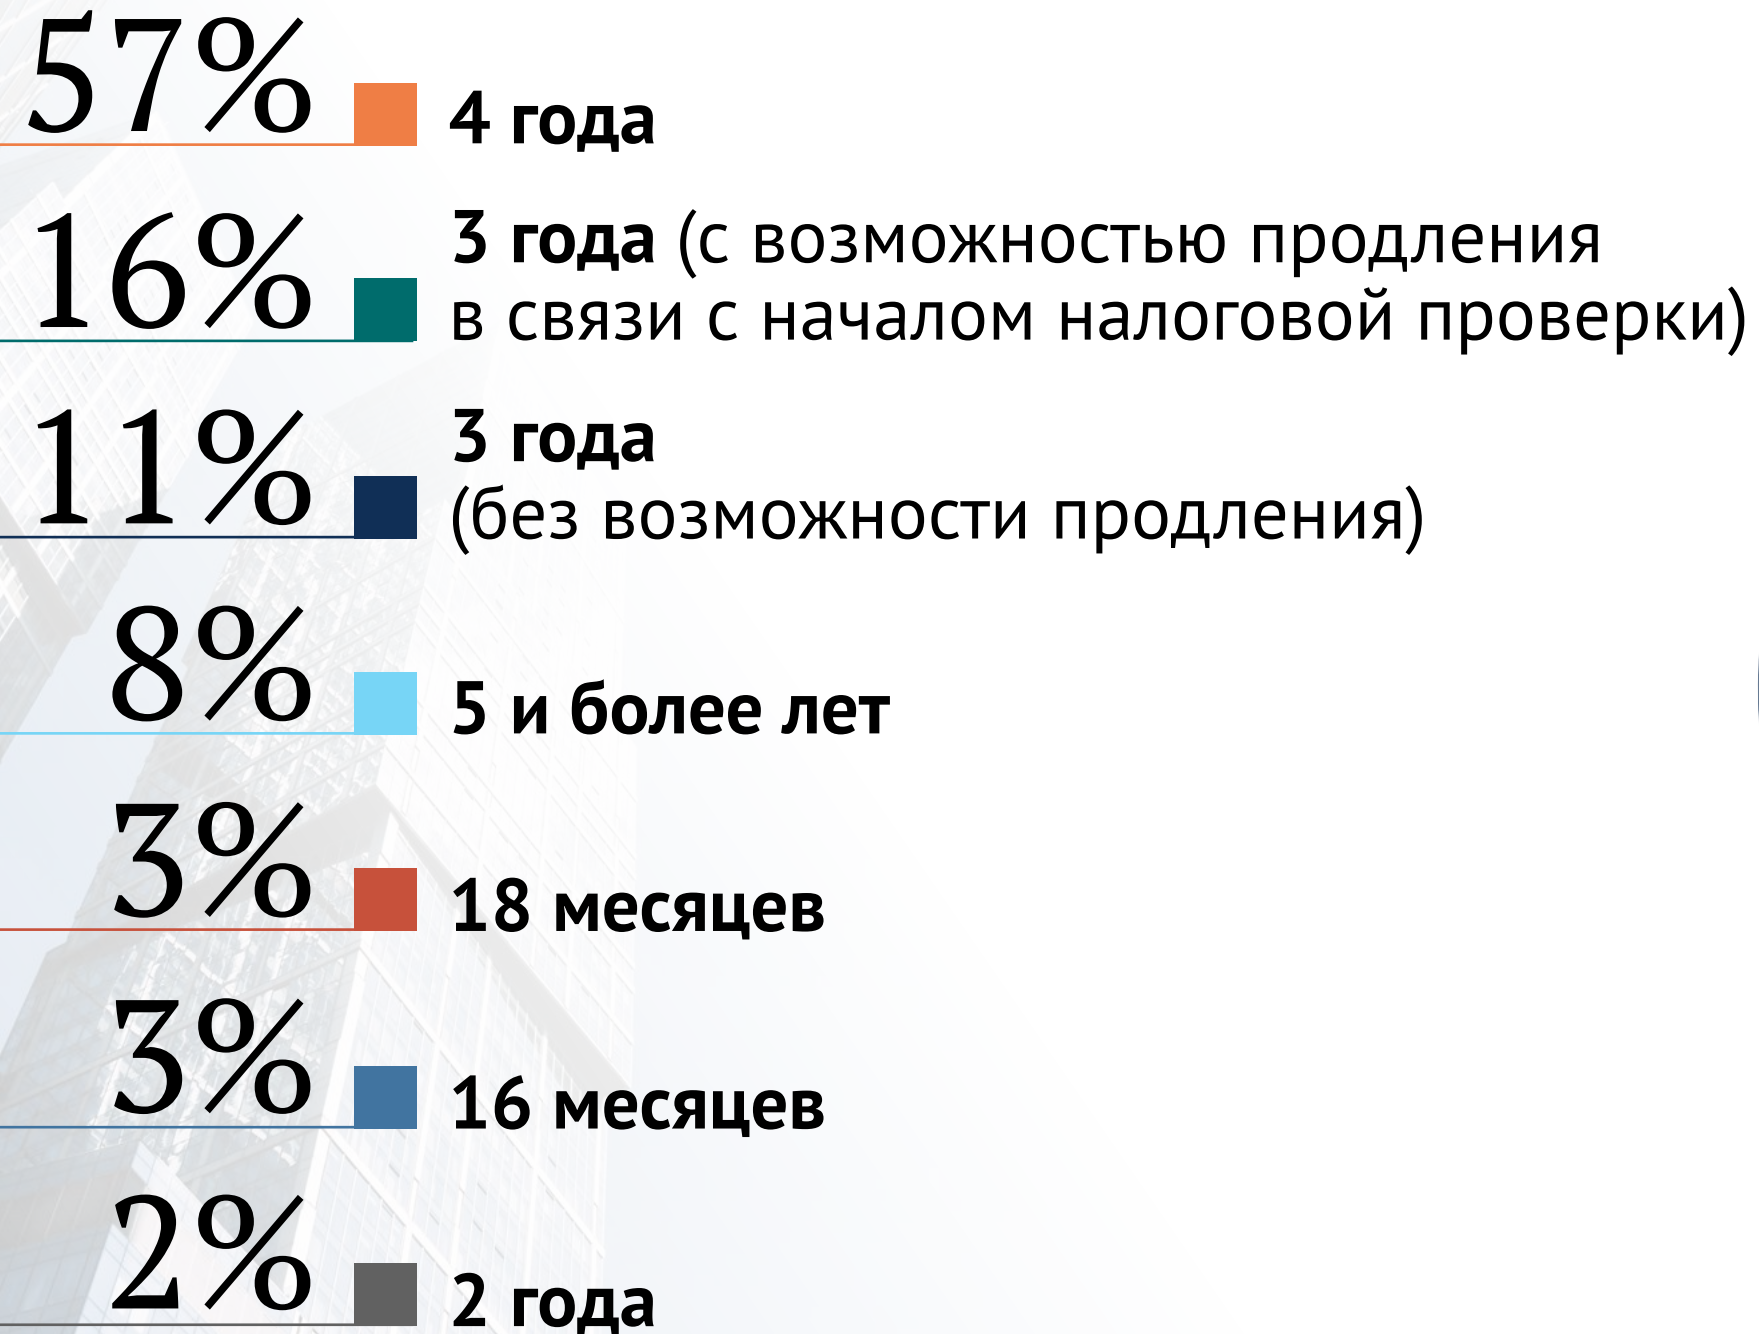 57% 4 года
16% 3 года (с возможностью продления
в связи с началом налоговой проверки)
11% 3 года
(без возможности продления)
8% 5 и более лет
3% 18 месяцев
3% 16 месяцев
2% 2 года